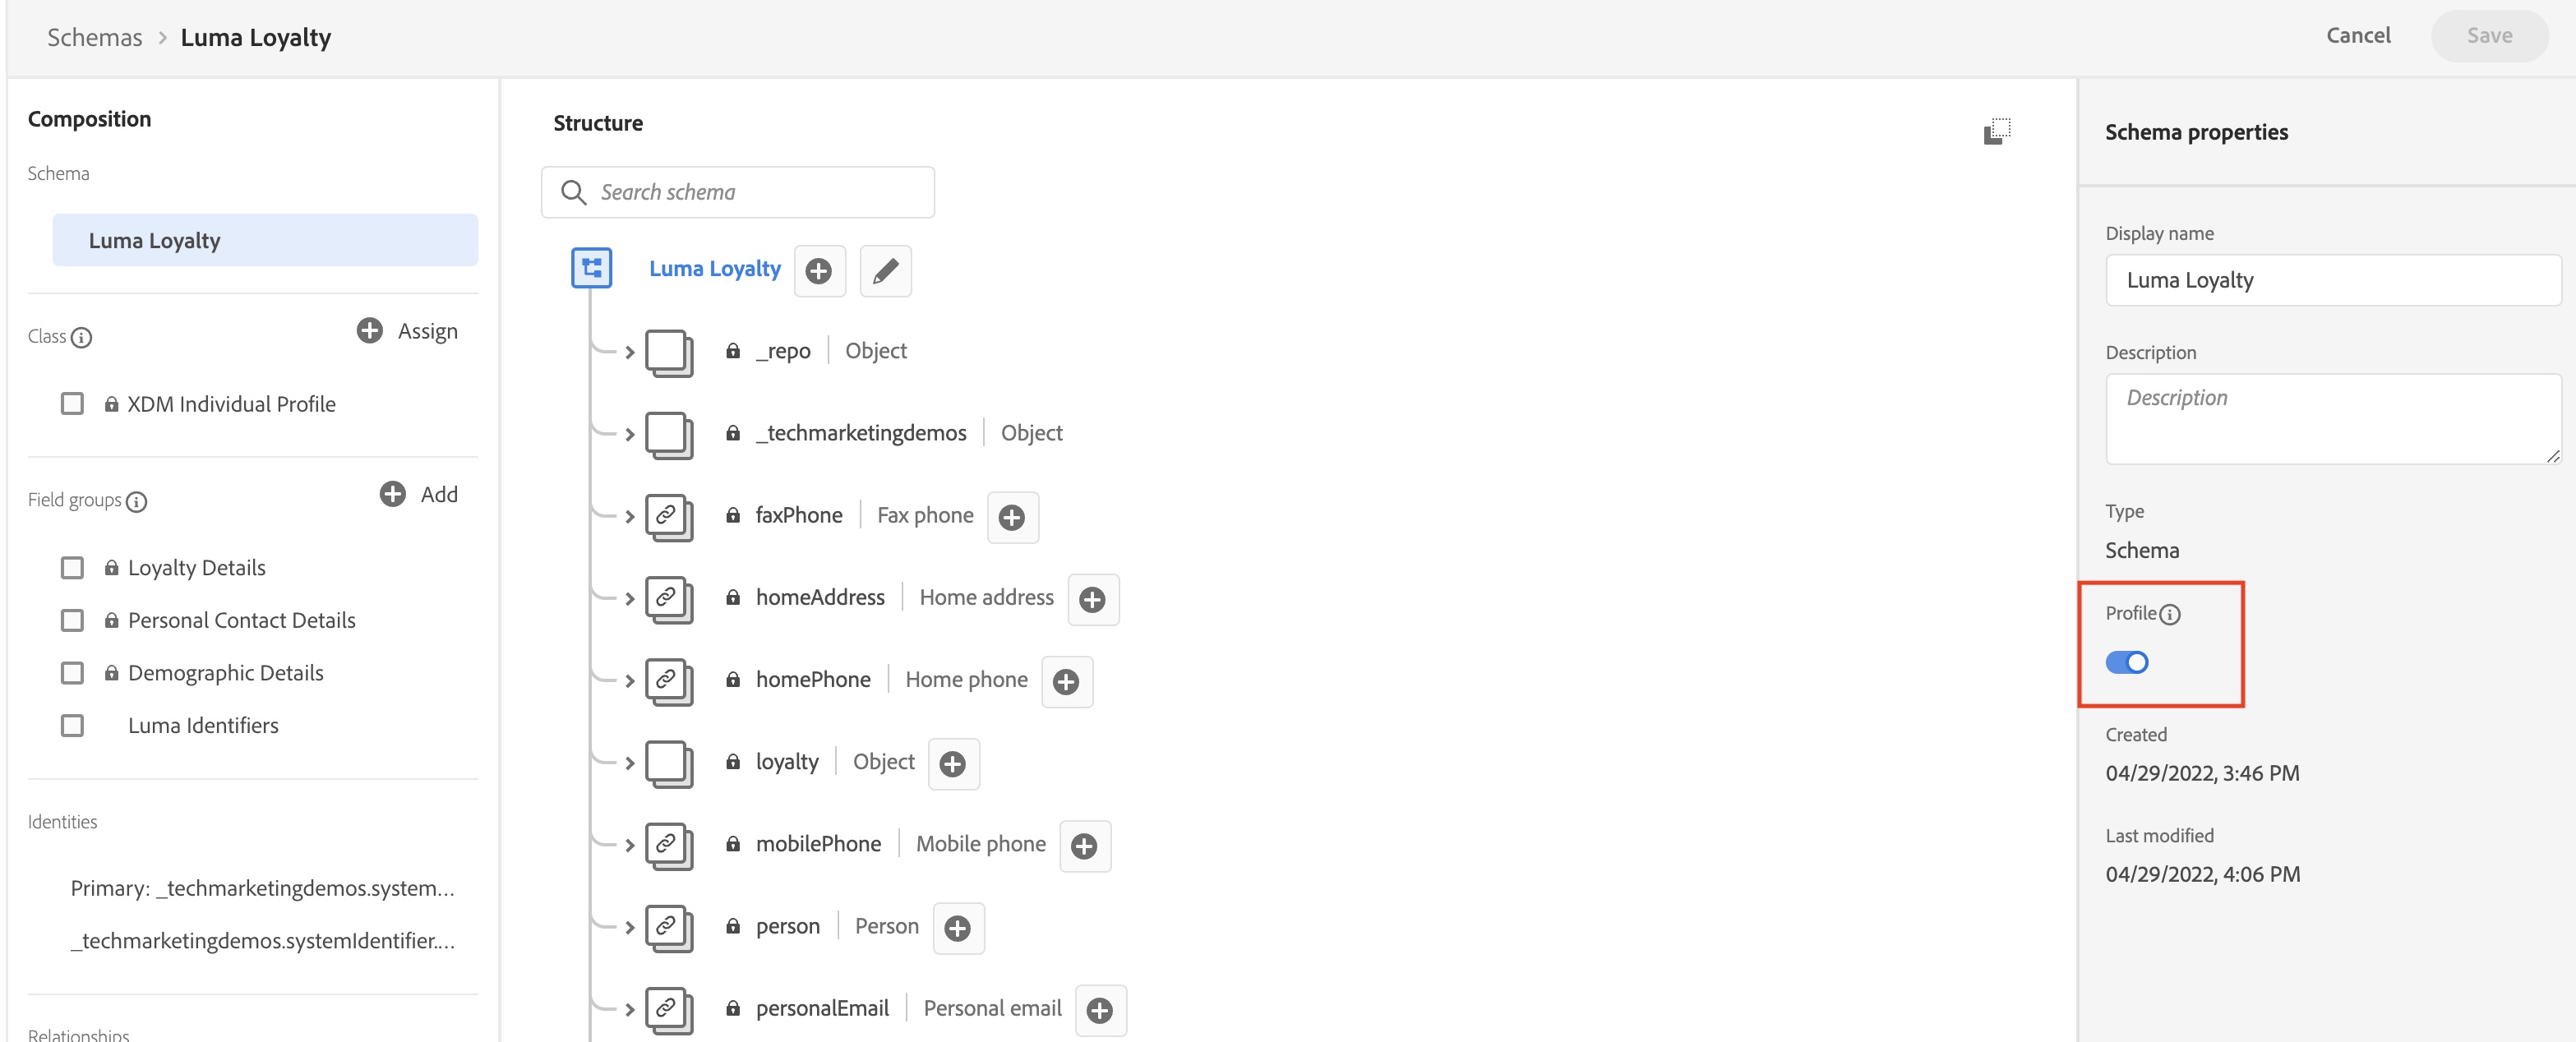 Schemas > Luma Loyalty
Cancel
Save
Composition
Schema
Luma Loyalty
Class
Assign
XDM Individual Profile
Field groups
Add
Loyalty Details
Personal Contact Details
Demographic Details
Luma Identifiers
Identities
Primary: _techmarketingdemos.system...
_techmarketingdemos.systemIdentifier....
Relationships
Structure
Search schema
Luma Loyalty
_repo | Object
_techmarketingdemos | Object
faxPhone | Fax phone
homeAddress | Home address
homePhone | Home phone
loyalty | Object
mobilePhone | Mobile phone
person | Person
personalEmail | Personal email
Schema properties
Display name
Luma Loyalty
Description
Description
Type
Schema
Profile
Created
04/29/2022, 3:46 PM
Last modified
04/29/2022, 4:06 PM